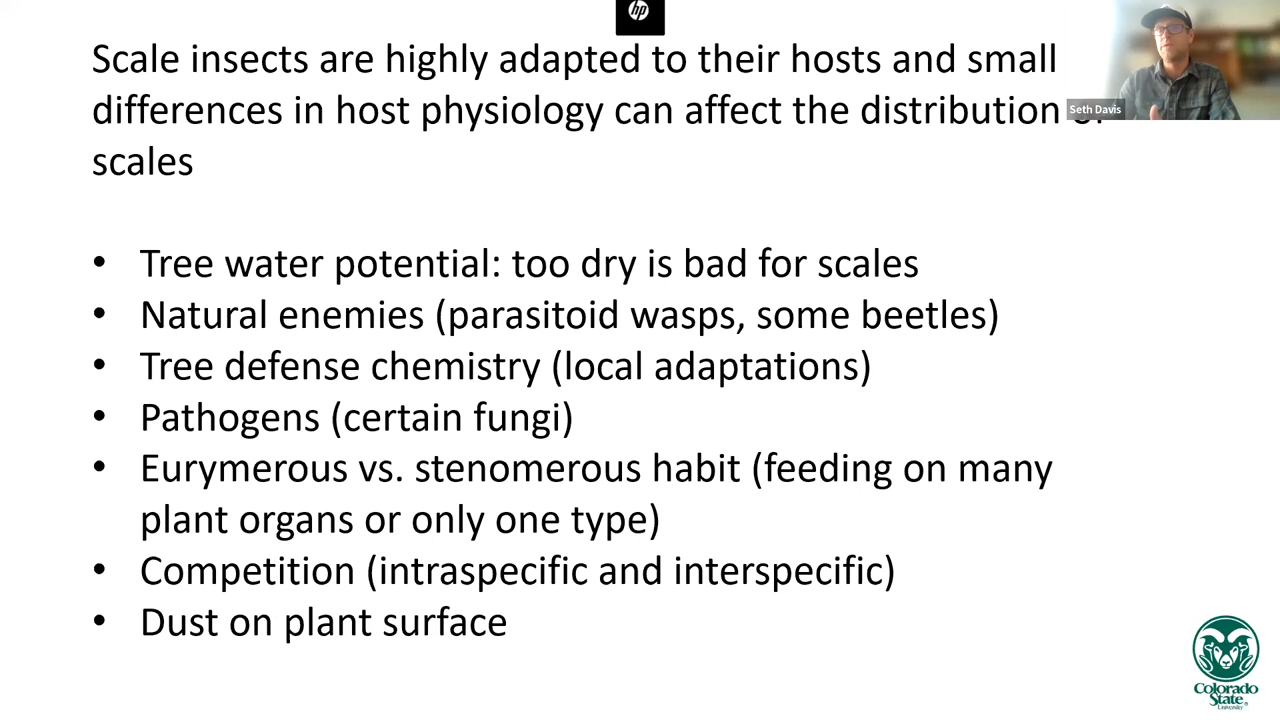 hp
Scale insects are highly adapted to their hosts and small
differences in host physiology can affect the distribution
scales
Seth Davis
• Tree water potential: too dry is bad for scales
• Natural enemies (parasitoid wasps, some beetles)
• Tree defense chemistry (local adaptations)
• Pathogens (certain fungi)
• Eurymerous vs. stenomerous habit (feeding on many
plant organs or only one type)
• Competition (intraspecific and interspecific)
• Dust on plant surface
Colorado
State
University